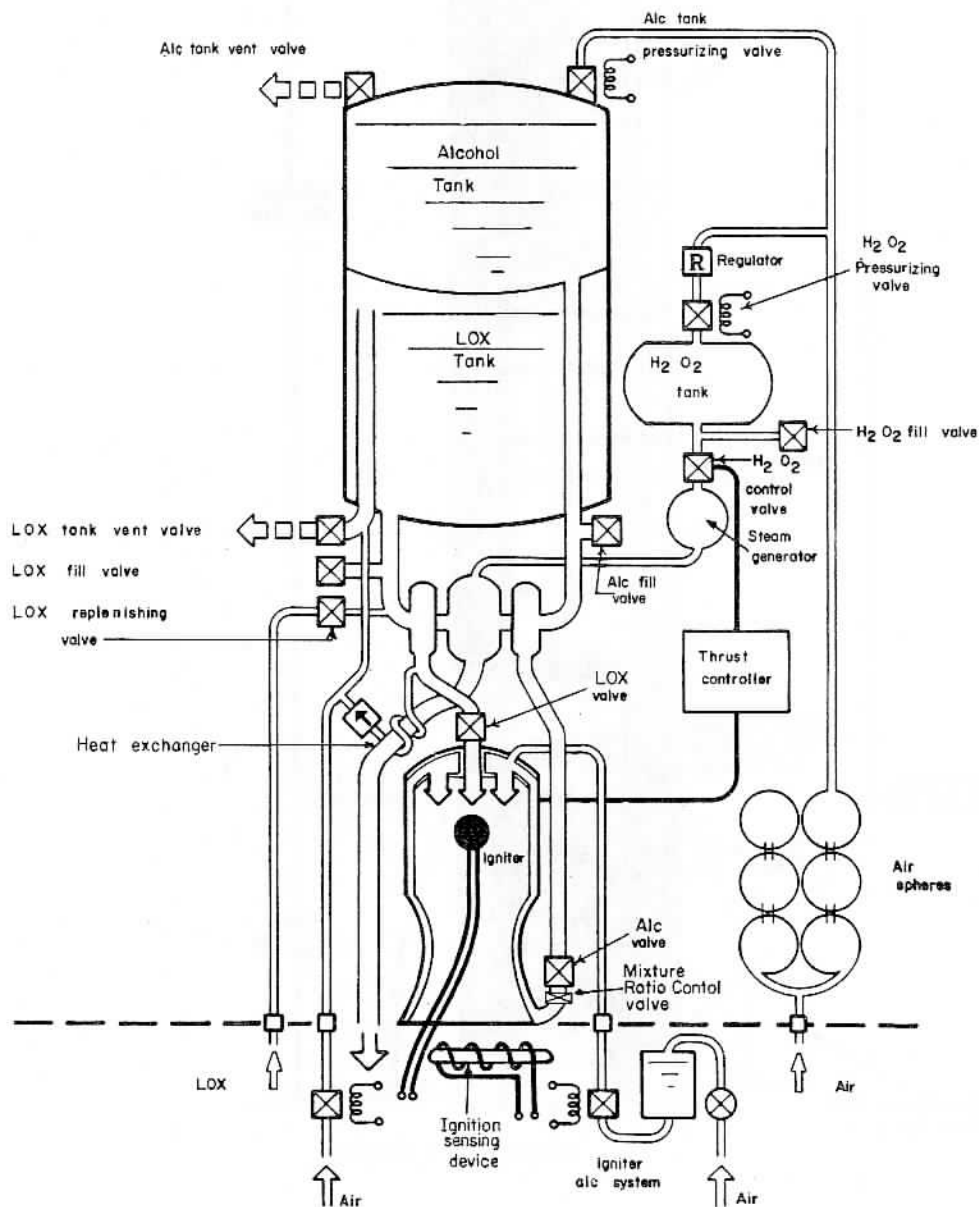 Alc tank
pressurizing valve
Alc tank vent valve
Alcohol
Tank
H2 O2
Pressurizing
valve
R
Regulator
LOX
Tank
H2 O2
tank
H2 O2 fill valve
H2 O2
control
valve
Steam
generator
LOX tank vent valve
LOX fill valve
LOX replenishing
valve
Alc fill
valve
Thrust
controller
LOX
valve
Heat exchanger
Igniter
Air
spheres
Alc
valve
Mixture
Ratio Contol
valve
LOX
Air
Ignition
sensing
device
Igniter
alc system
Air
Air